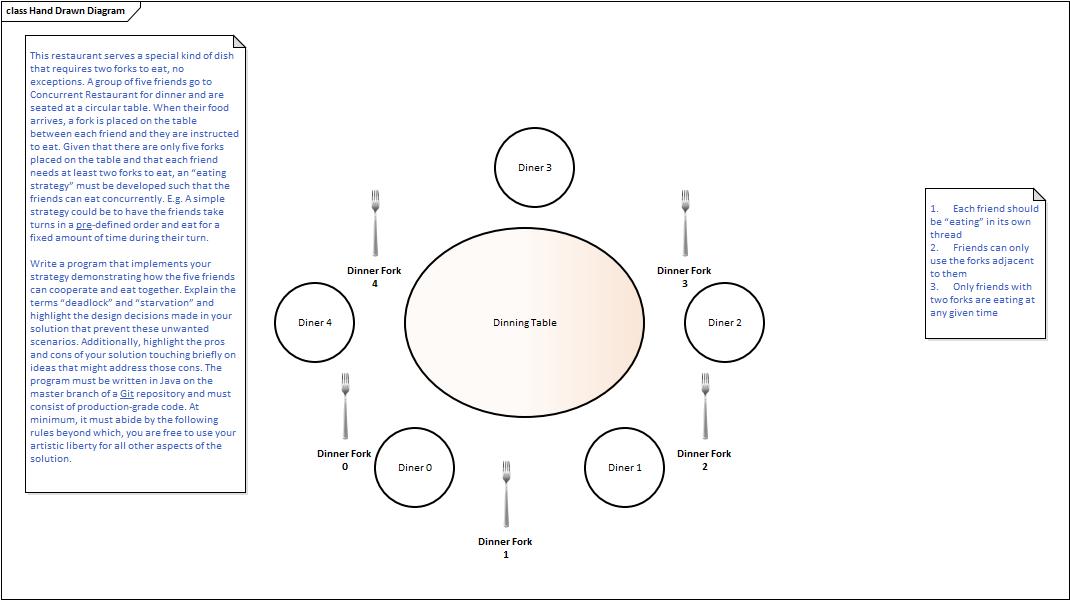 class Hand Drawn Diagram
This restaurant serves a special kind of dish
that requires two forks to eat, no
exceptions. A group of five friends go to
Concurrent Restaurant for dinner and are
seated at a circular table. When their food
arrives, a fork is placed on the table
between each friend and they are instructed
to eat. Given that there are only five forks
placed on the table and that each friend
needs at least two forks to eat, an “eating
strategy” must be developed such that the
friends can eat concurrently. E.g. A simple
strategy could be to have the friends take
turns in a pre-defined order and eat for a
fixed amount of time during their turn.
Write a program that implements your
strategy demonstrating how the five friends
can cooperate and eat together. Explain the
terms “deadlock” and “starvation” and
highlight the design decisions made in your
solution that prevent these unwanted
scenarios. Additionally, highlight the pros
and cons of your solution touching briefly on
ideas that might address those cons. The
program must be written in Java on the
master branch of a Git repository and must
consist of production-grade code. At
minimum, it must abide by the following
rules beyond which, you are free to use your
artistic liberty for all other aspects of the
solution.
Diner 3
Dinner Fork
4
Dinner Fork
3
Diner 4
Dinning Table
Diner 2
Dinner Fork
0
Diner 0
Diner 1
Dinner Fork
2
Dinner Fork
1
1. Each friend should
be “eating” in its own
thread
2. Friends can only
use the forks adjacent
to them
3. Only friends with
two forks are eating at
any given time